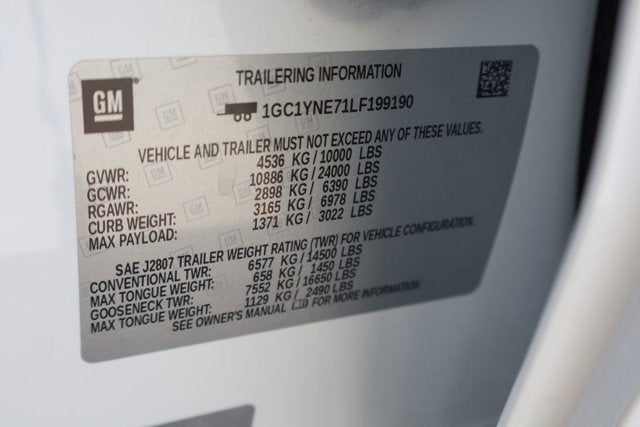 TRAILERING INFORMATION
GM
1GC1YNE71LF199190
VEHICLE AND TRAILER MUST NOT EXCEED ANY OF THESE VALUES.
GVWR: 4536 KG / 10000 LBS
GCWR: 10886 KG / 24000 LBS
RGAWR: 2898 KG / 6390 LBS
CURB WEIGHT: 3165 KG / 6978 LBS
MAX PAYLOAD: 1371 KG / 3022 LBS
SAE J2807 TRAILER WEIGHT RATING (TWR) FOR VEHICLE CONFIGURATION.
CONVENTIONAL TWR: 6577 KG / 14500 LBS
MAX TONGUE WEIGHT: 658 KG / 1450 LBS
GOOSENECK TWR: 7552 KG / 16650 LBS
MAX TONGUE WEIGHT: 1129 KG / 2490 LBS
SEE OWNER'S MANUAL FOR MORE INFORMATION